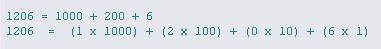 1206 = 1000 + 200 + 6
1206  =  (1 x 1000) + (2 x 100) + (0 x 10) + (6 x 1)